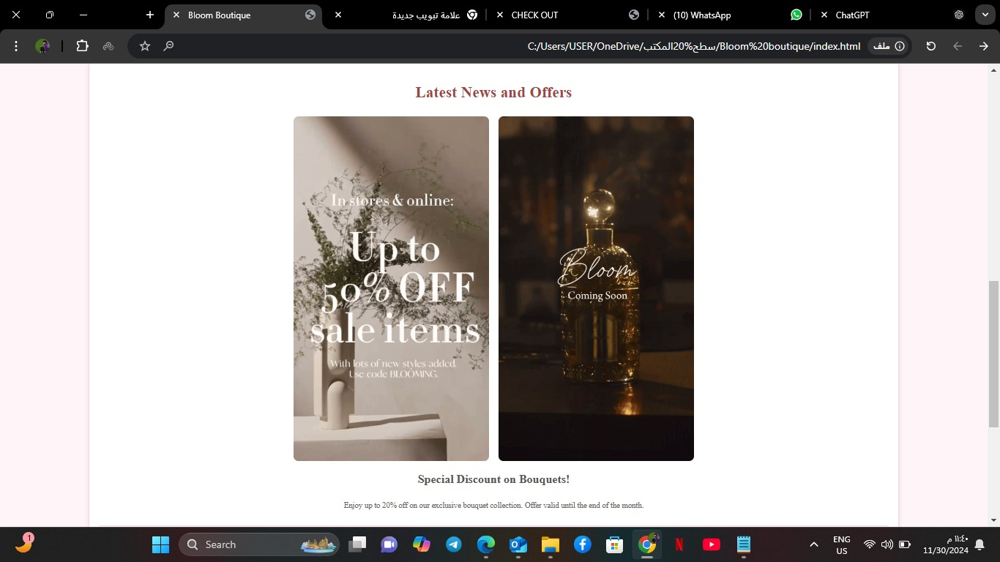 Bloom Boutique
علامة تبويب جديدة
CHECK OUT
(10) WhatsApp
ChatGPT
C:/Users/USER/OneDrive/سطح%20المكتب/Bloom%20boutique/index.html
ملف
Latest News and Offers
In stores & online:
Up to
50% OFF
sale items
With lots of new styles added.
Use code BLOOMING.
Bloom
Coming Soon
Special Discount on Bouquets!
Enjoy up to 20% off on our exclusive bouquet collection. Offer valid until the end of the month.
1
Search
ENG
US
١١:٤٠ م
11/30/2024